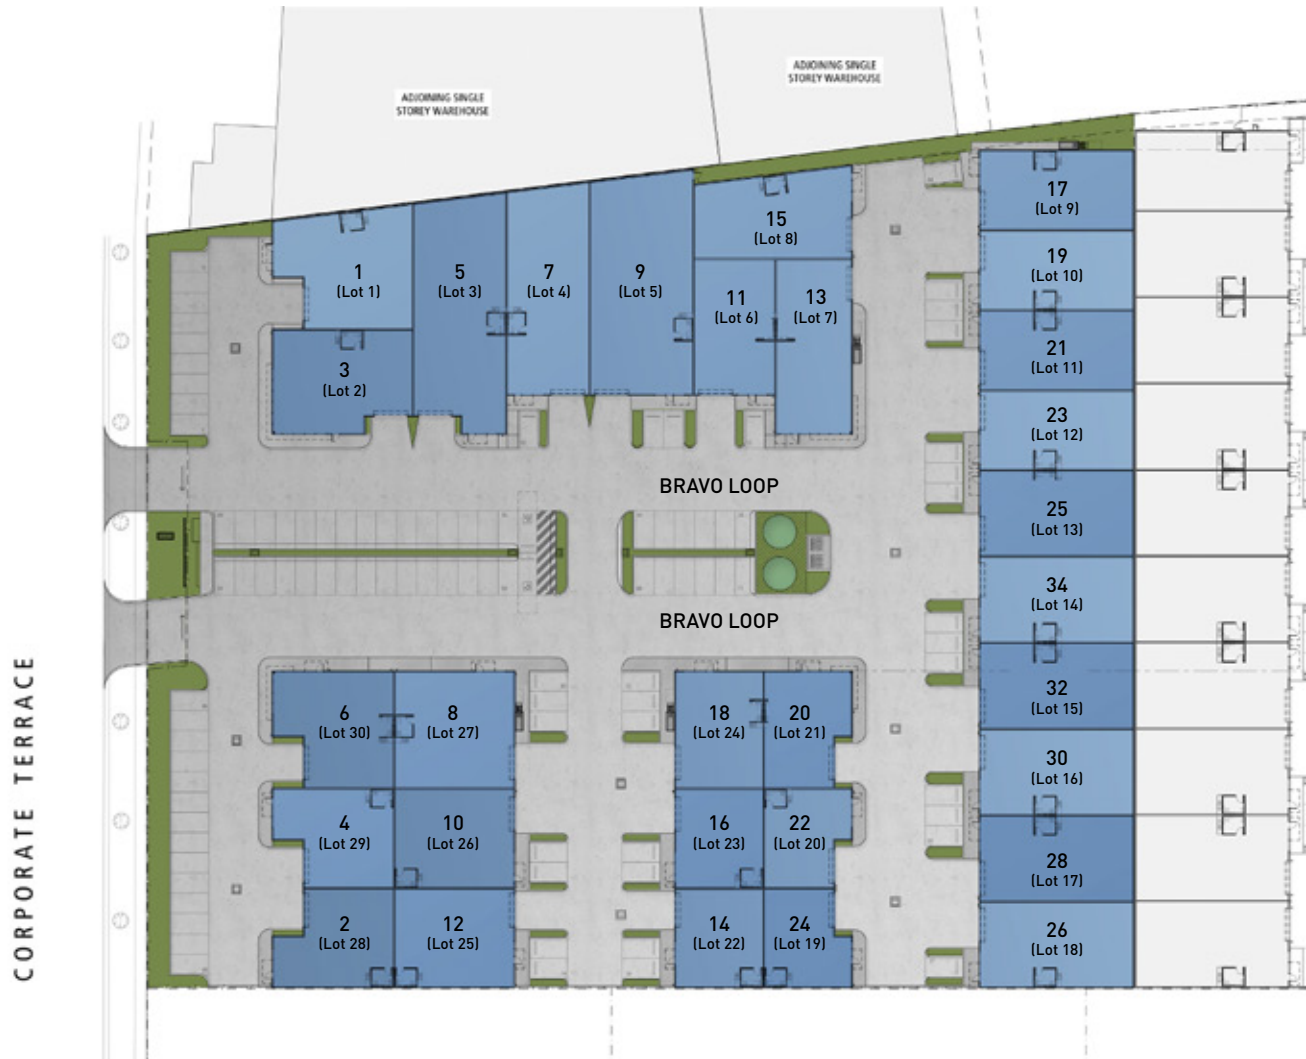 ADJOINING SINGLE
STOREY WAREHOUSE
ADJOINING SINGLE
STOREY WAREHOUSE
1
(Lot 1)
3
(Lot 2)
5
(Lot 3)
7
(Lot 4)
9
(Lot 5)
15
(Lot 8)
11
(Lot 6)
13
(Lot 7)
17
(Lot 9)
19
(Lot 10)
21
(Lot 11)
23
(Lot 12)
25
(Lot 13)
34
(Lot 14)
32
(Lot 15)
30
(Lot 16)
28
(Lot 17)
26
(Lot 18)
BRAVO LOOP
BRAVO LOOP
6
(Lot 30)
8
(Lot 27)
4
(Lot 29)
10
(Lot 26)
2
(Lot 28)
12
(Lot 25)
18
(Lot 24)
20
(Lot 21)
16
(Lot 23)
22
(Lot 20)
14
(Lot 22)
24
(Lot 19)
CORPORATE TERRACE